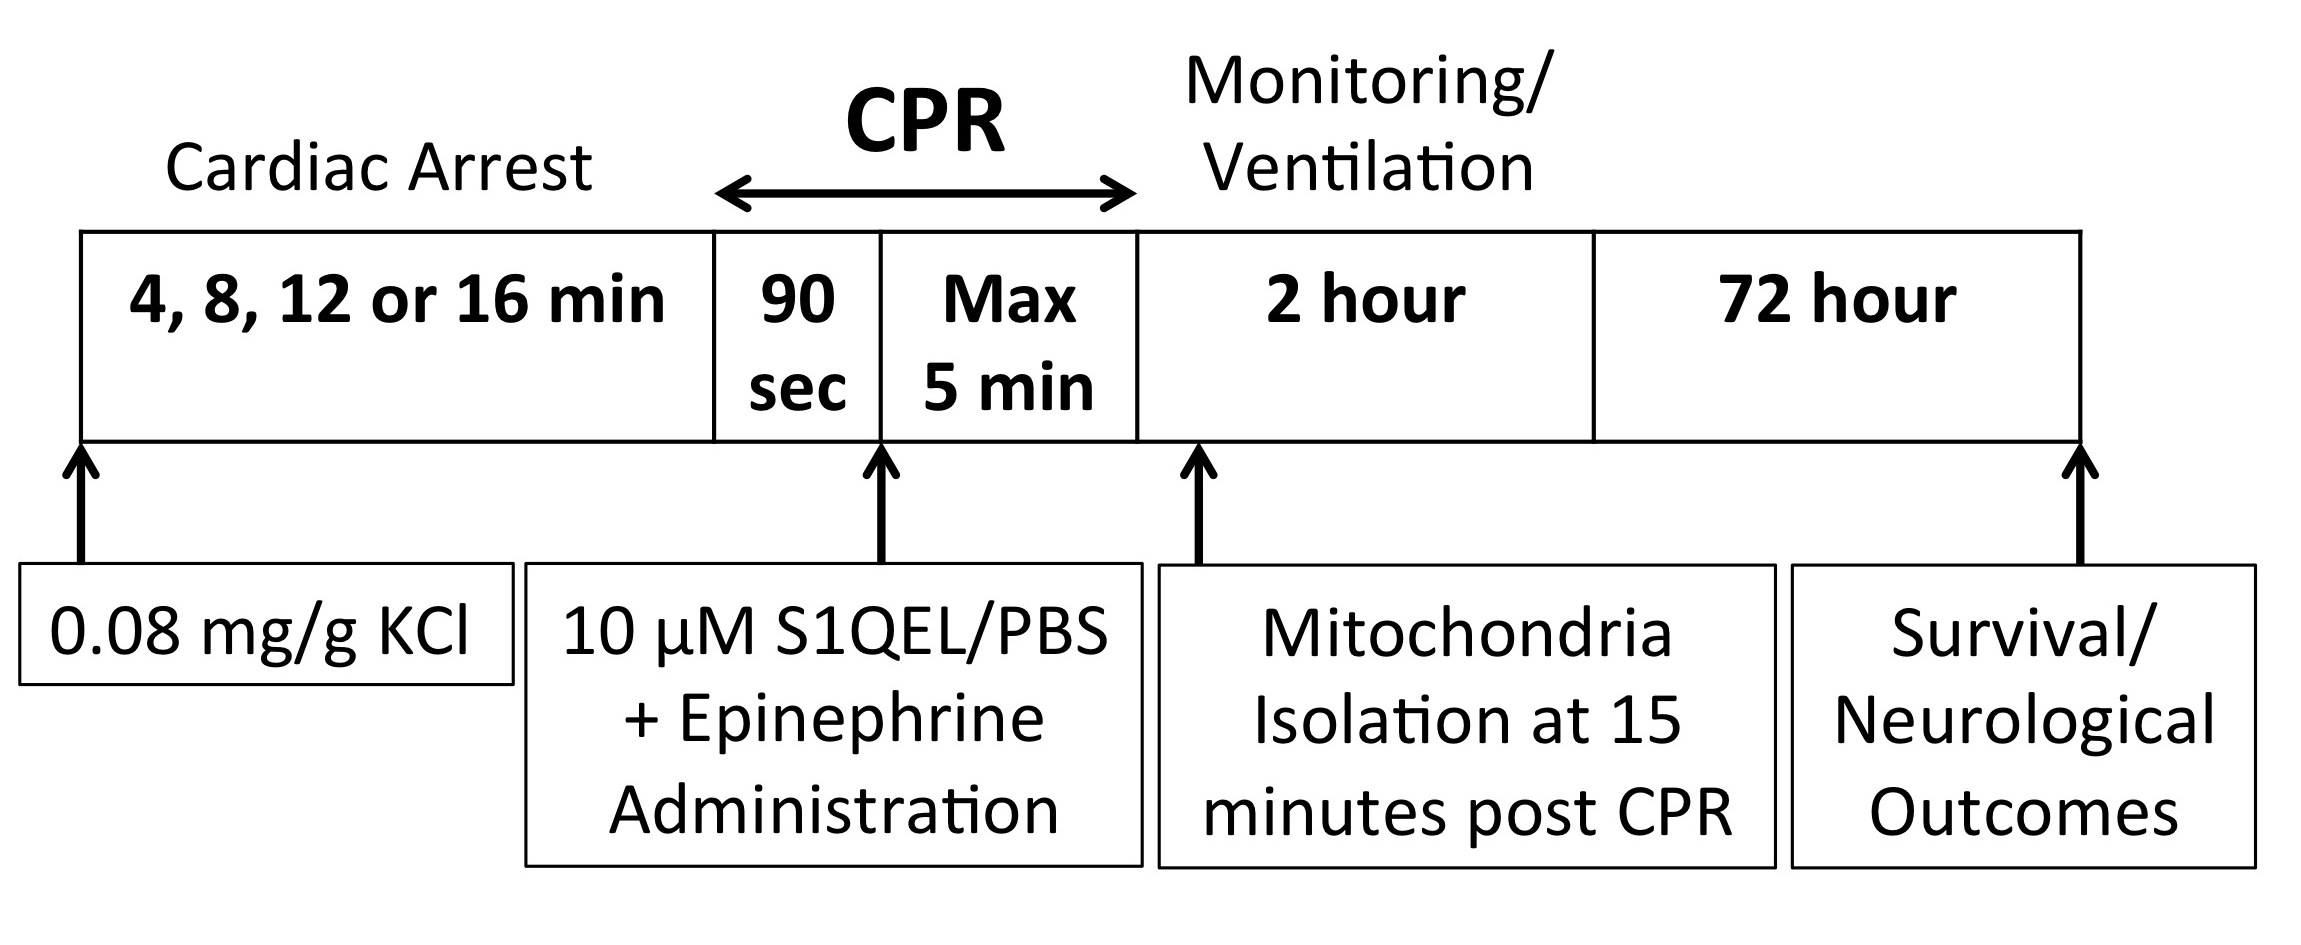 Cardiac Arrest
CPR
Monitoring/
Ventilation
4, 8, 12 or 16 min
90
sec
Max
5 min
2 hour
72 hour
0.08 mg/g KCl
10 µM S1QEL/PBS
+ Epinephrine
Administration
Mitochondria
Isolation at 15
minutes post CPR
Survival/
Neurological
Outcomes